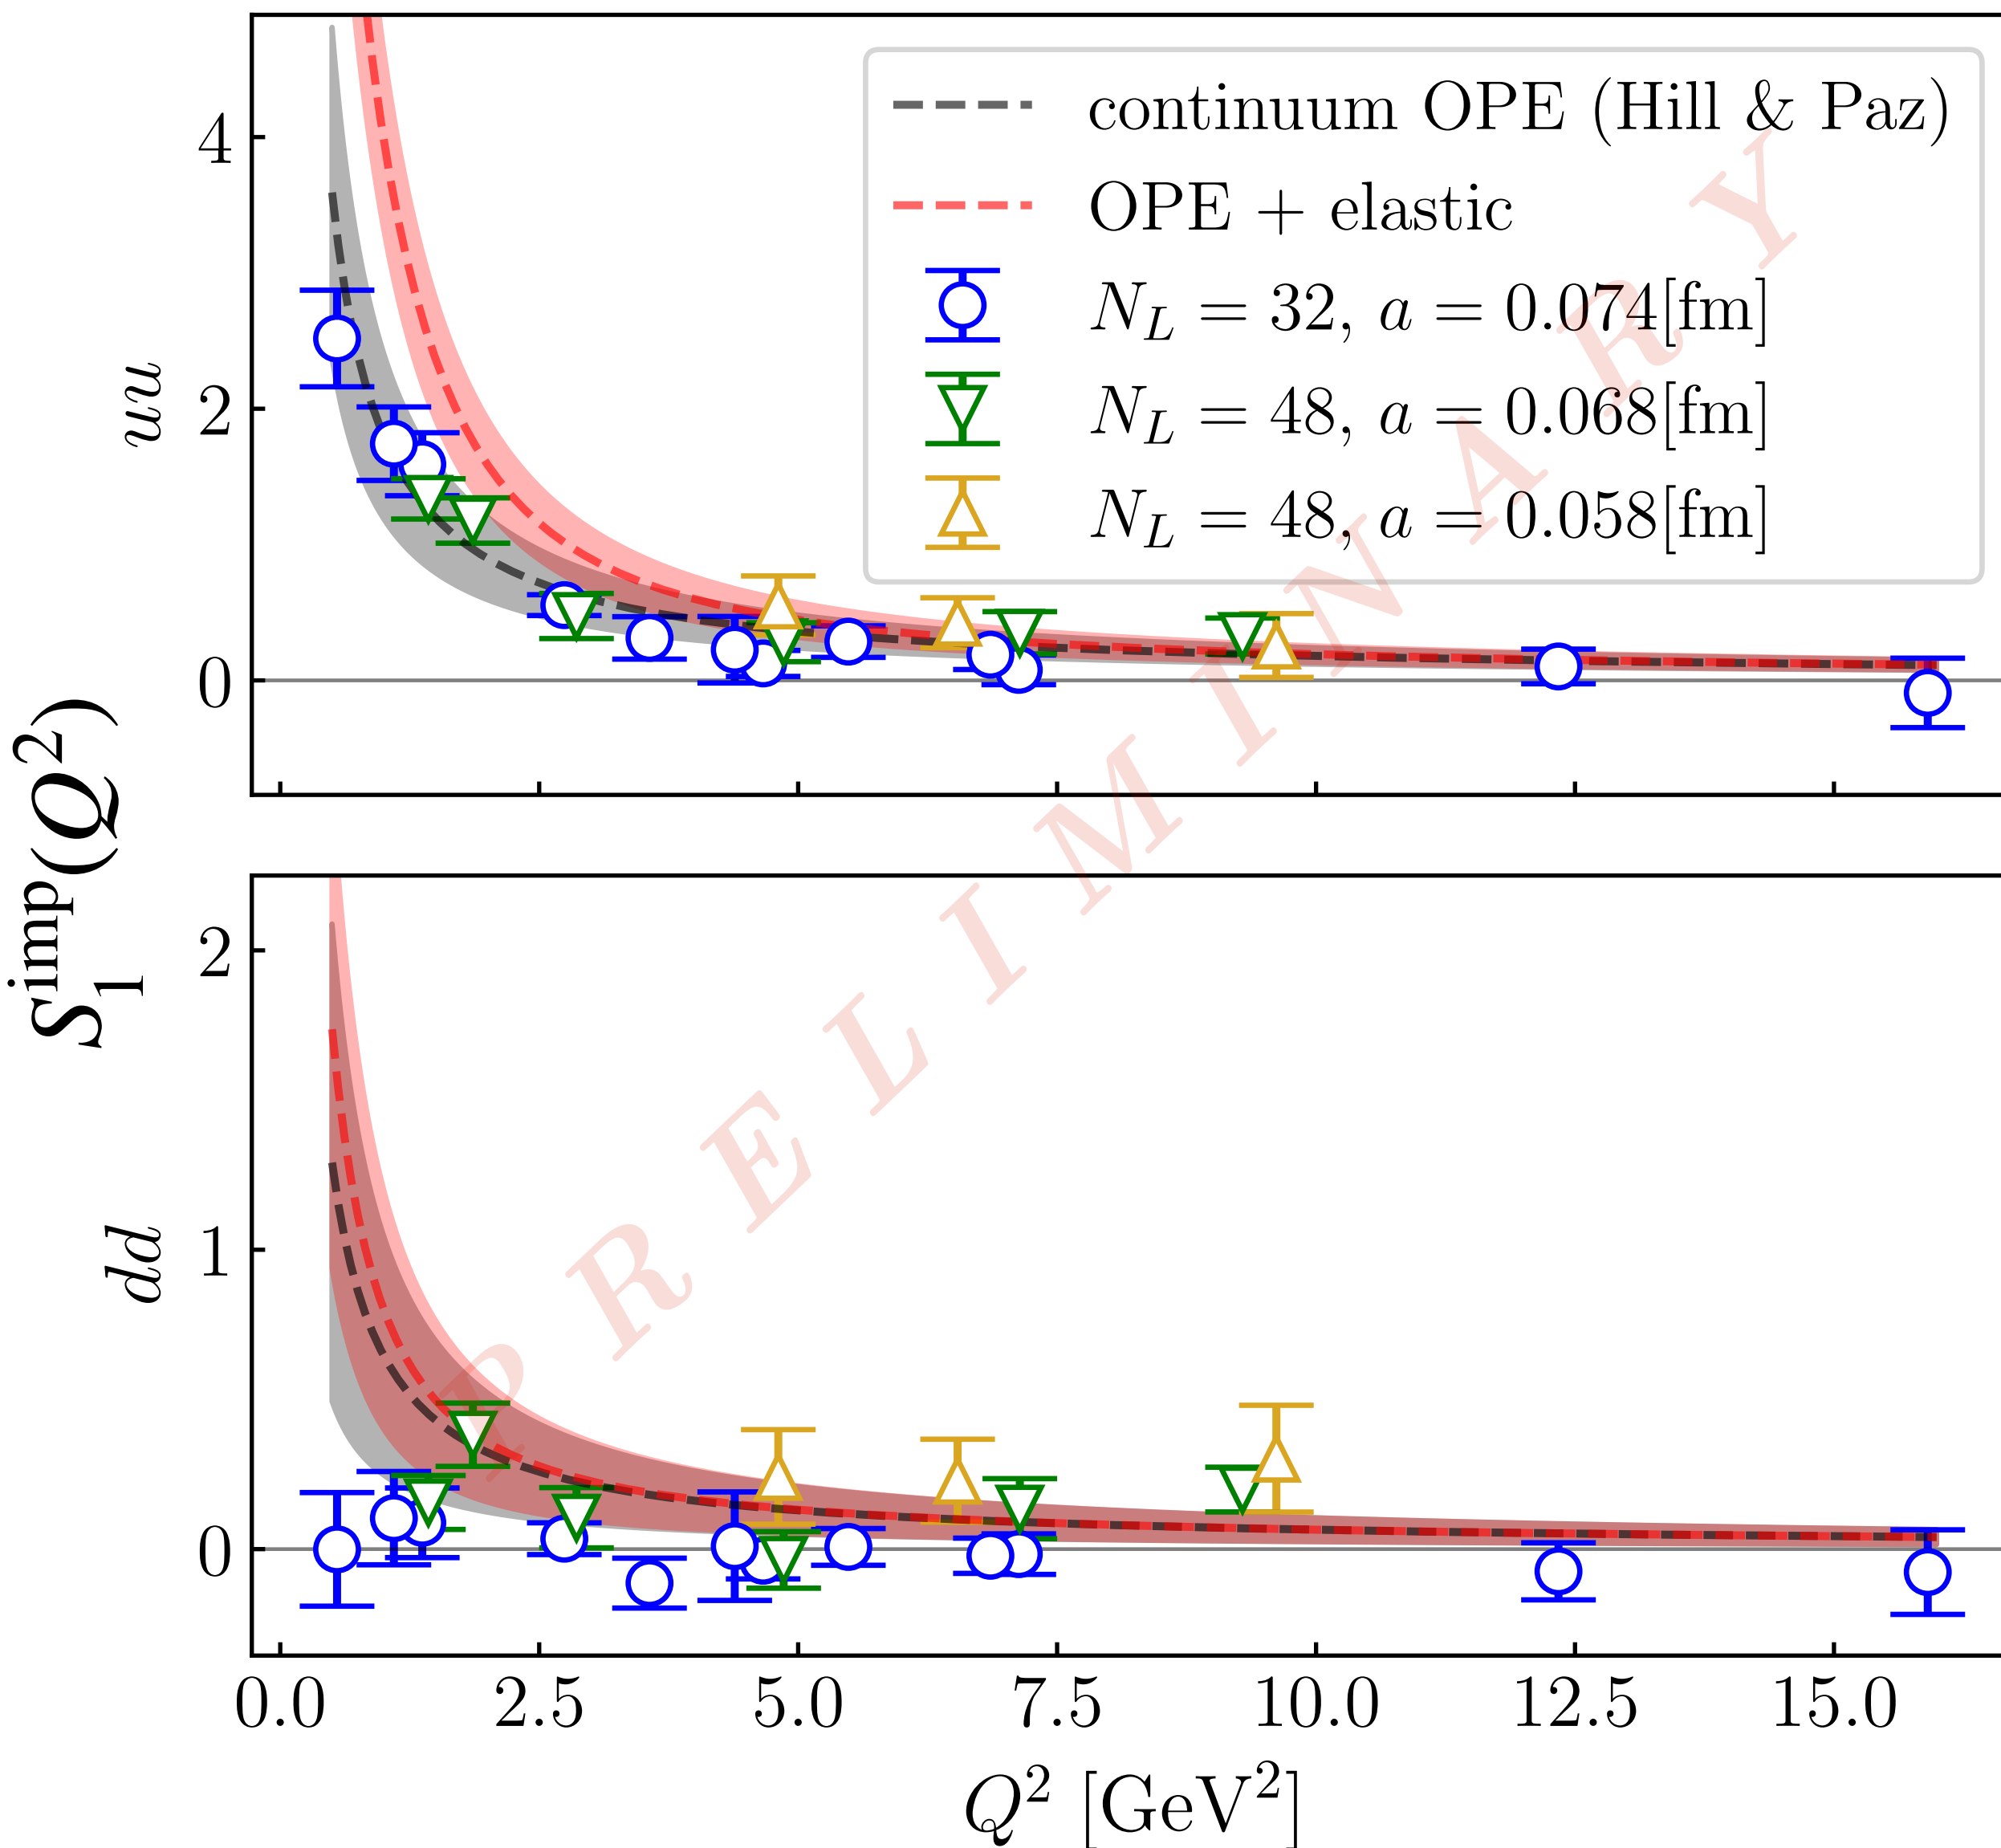 continuum OPE (Hill & Paz)
OPE + elastic
N_L = 32, a = 0.074[fm]
N_L = 48, a = 0.068[fm]
N_L = 48, a = 0.058[fm]
4
2
0
uu
S_1^imp(Q^2)
2
1
0
dd
PRELIMINARY
0.0 2.5 5.0 7.5 10.0 12.5 15.0
Q^2 [GeV^2]